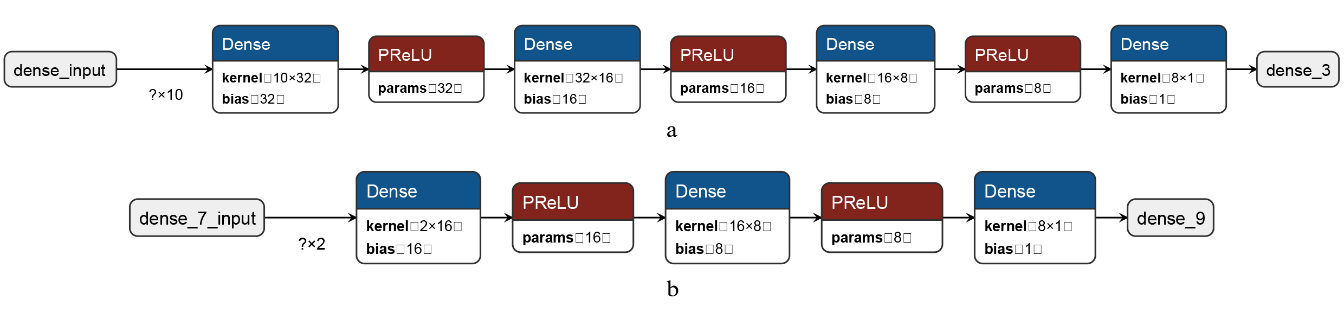 Dense
PReLU
Dense
PReLU
Dense
PReLU
Dense
dense_input
kernel〈10×32〉
bias〈32〉
params〈32〉
kernel〈32×16〉
bias〈16〉
params〈16〉
kernel〈16×8〉
bias〈8〉
params〈8〉
kernel〈8×1〉
bias〈1〉
dense_3
?×10
a
Dense
PReLU
Dense
PReLU
Dense
dense_7_input
kernel〈2×16〉
bias〈16〉
params〈16〉
kernel〈16×8〉
bias〈8〉
params〈8〉
kernel〈8×1〉
bias〈1〉
dense_9
?×2
b